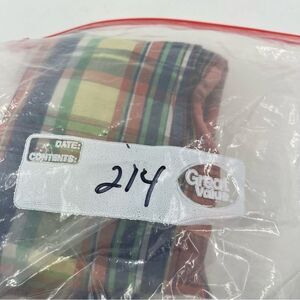 DATE:
CONTENTS:
214
Great
Value